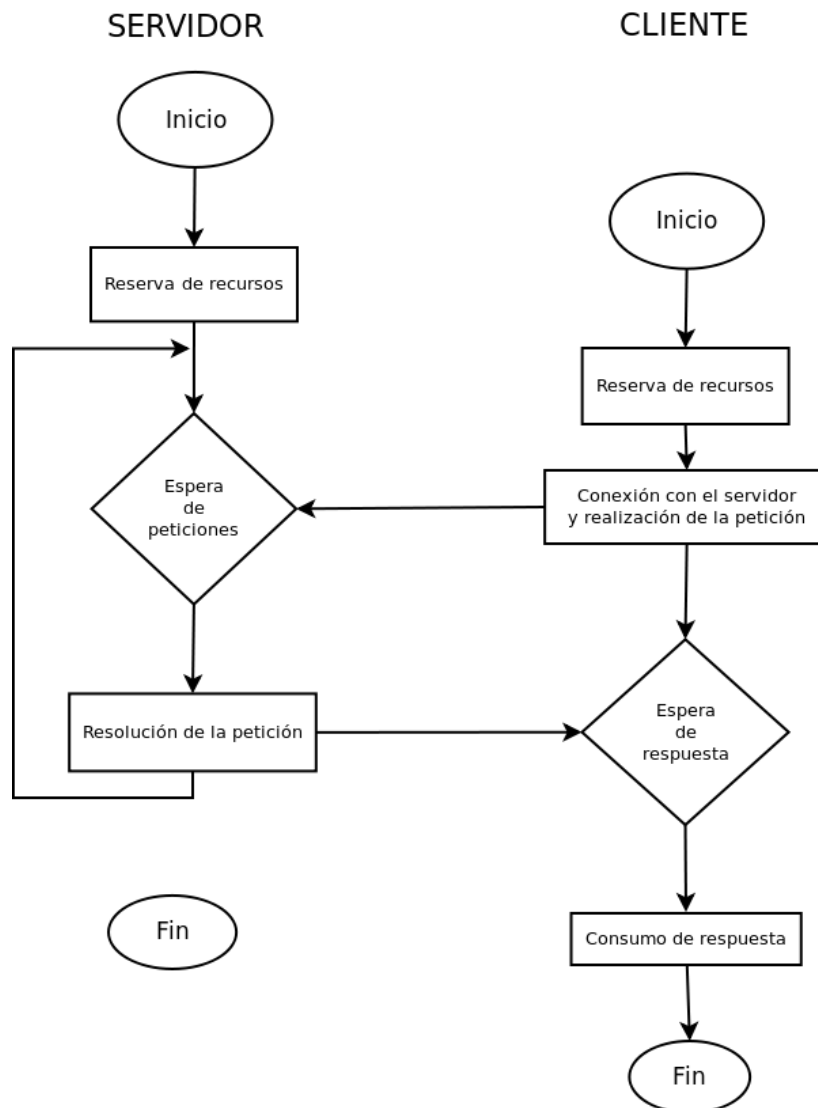 SERVIDOR
CLIENTE
Inicio
Inicio
Reserva de recursos
Reserva de recursos
Espera
de
peticiones
Conexión con el servidor
y realización de la petición
Resolución de la petición
Espera
de
respuesta
Fin
Consumo de respuesta
Fin